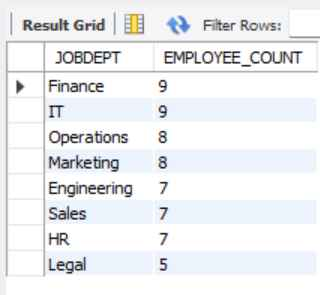 Result Grid Filter Rows:
JOBDEPT EMPLOYEE_COUNT
Finance 9
IT 9
Operations 8
Marketing 8
Engineering 7
Sales 7
HR 7
Legal 5